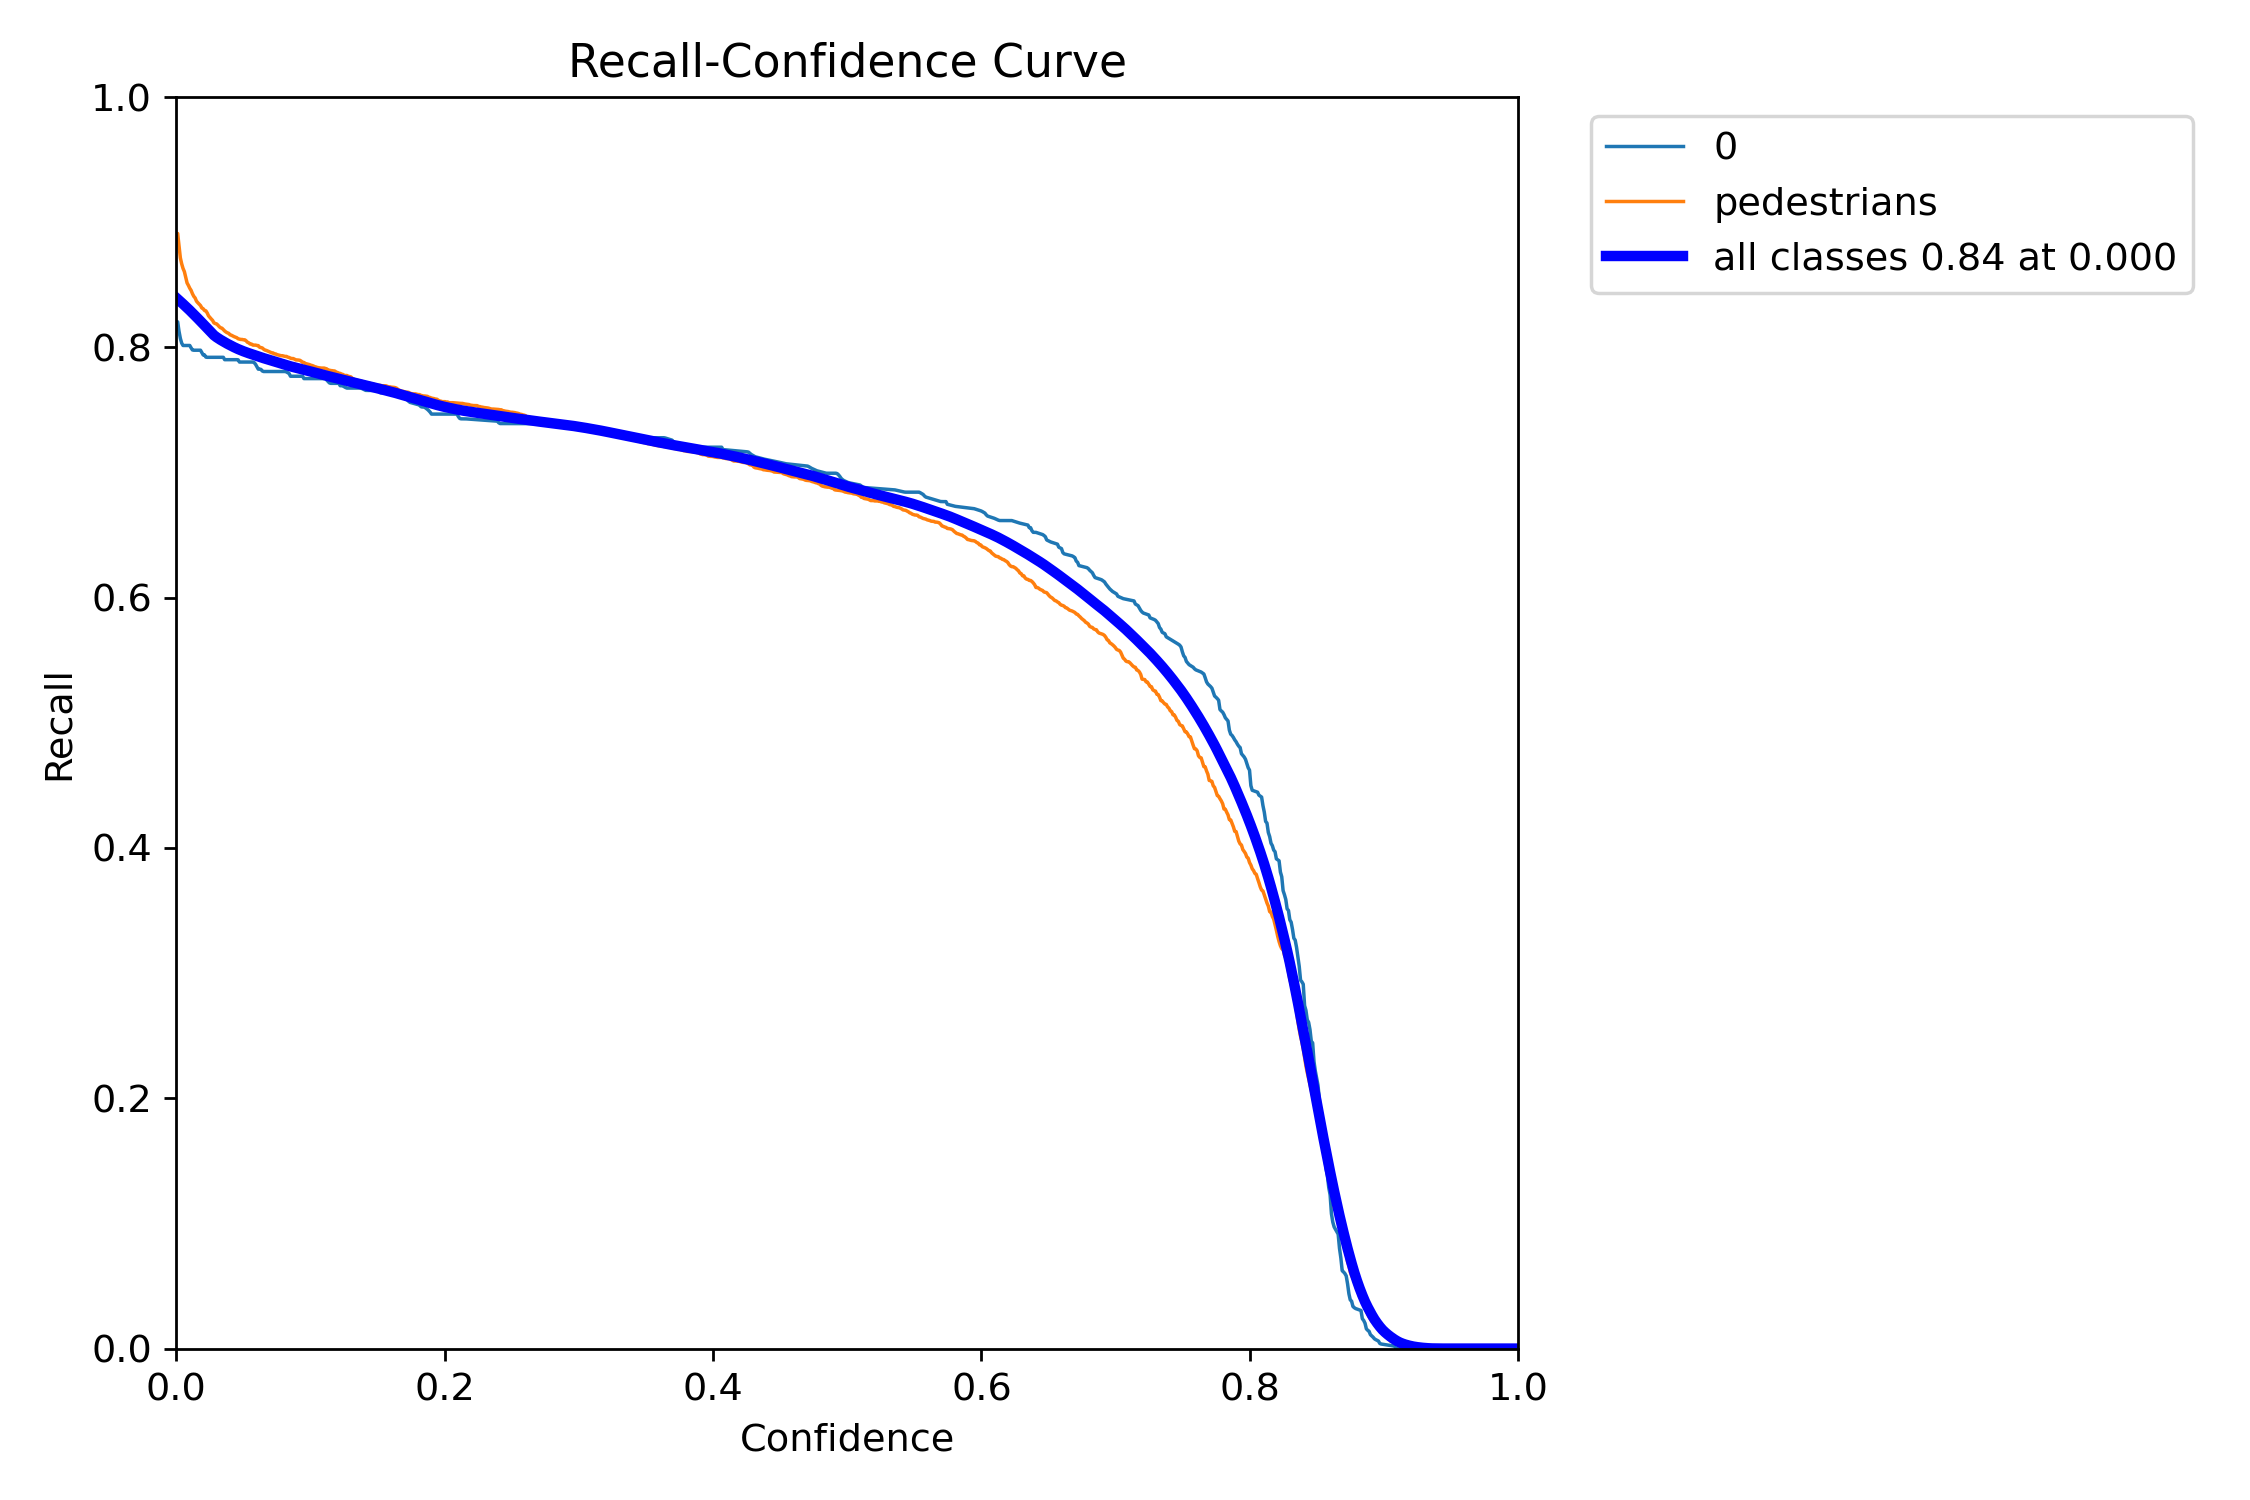 Recall-Confidence Curve
1.0
0.8
0.6
0.4
0.2
0.0
Recall
0.0 0.2 0.4 0.6 0.8 1.0
Confidence
0
pedestrians
all classes 0.84 at 0.000